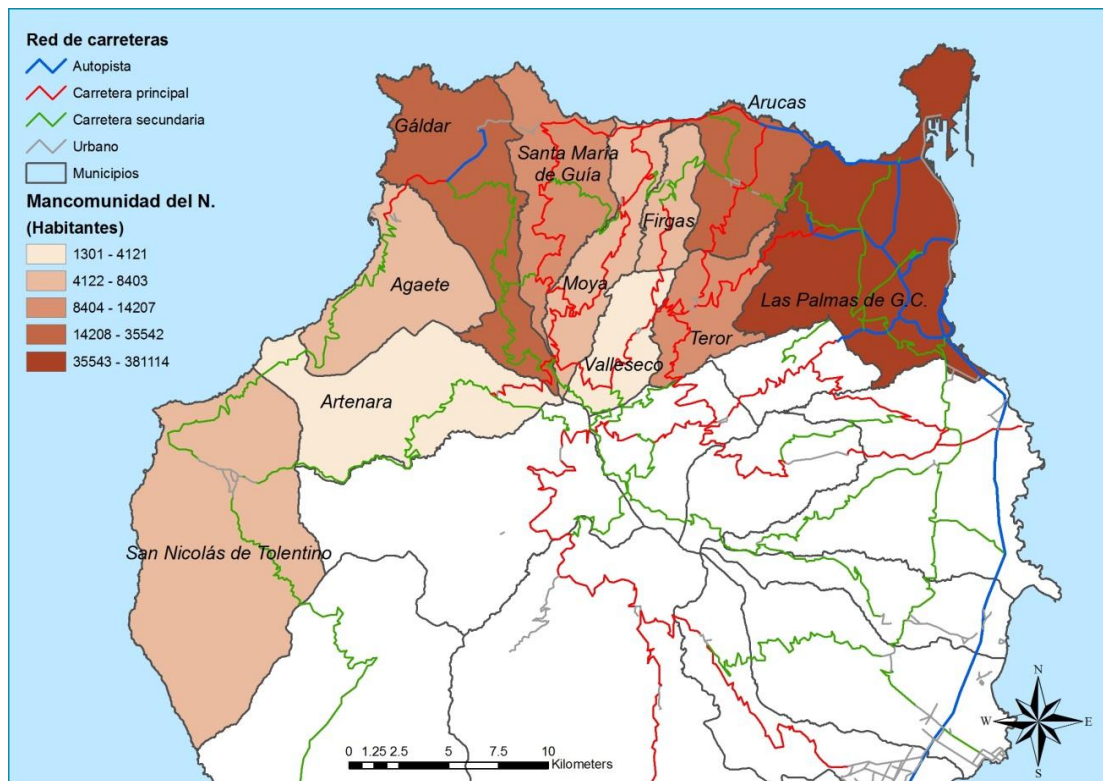 Red de carreteras
Autopista
Carretera principal
Carretera secundaria
Urbano
Municipios
Mancomunidad del N.
(Habitantes)
1301 - 4121
4122 - 8403
8404 - 14207
14208 - 35542
35543 - 381114
Gáldar
Arucas
Santa María
de Guía
Firgas
Agaete
Moya
Las Palmas de G.C.
Teror
Valleseco
Artenara
San Nicolás de Tolentino
0 1.25 2.5 5 7.5 10
Kilometers
N
W E
S